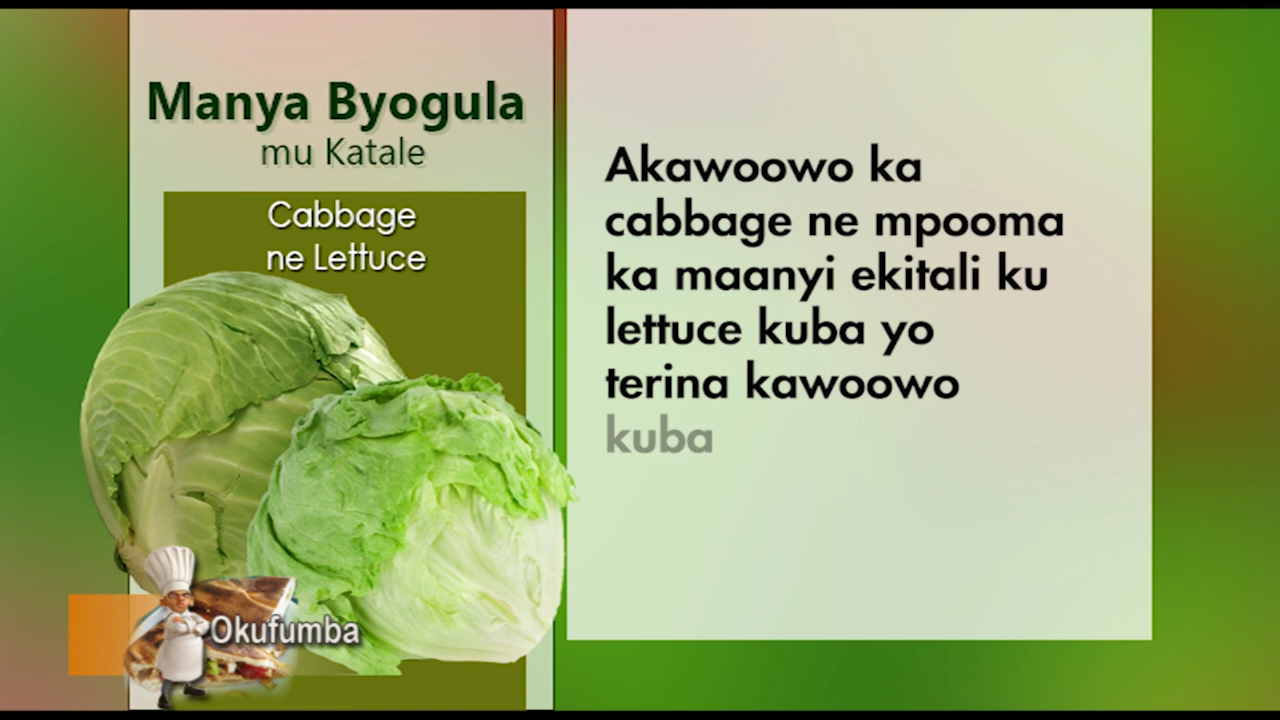 Manya Byogula
mu Katale
Cabbage
ne Lettuce
Akawoowo ka
cabbage ne mpooma
ka maanyi ekitali ku
lettuce kuba yo
terina kawoowo
kuba
Okufumba